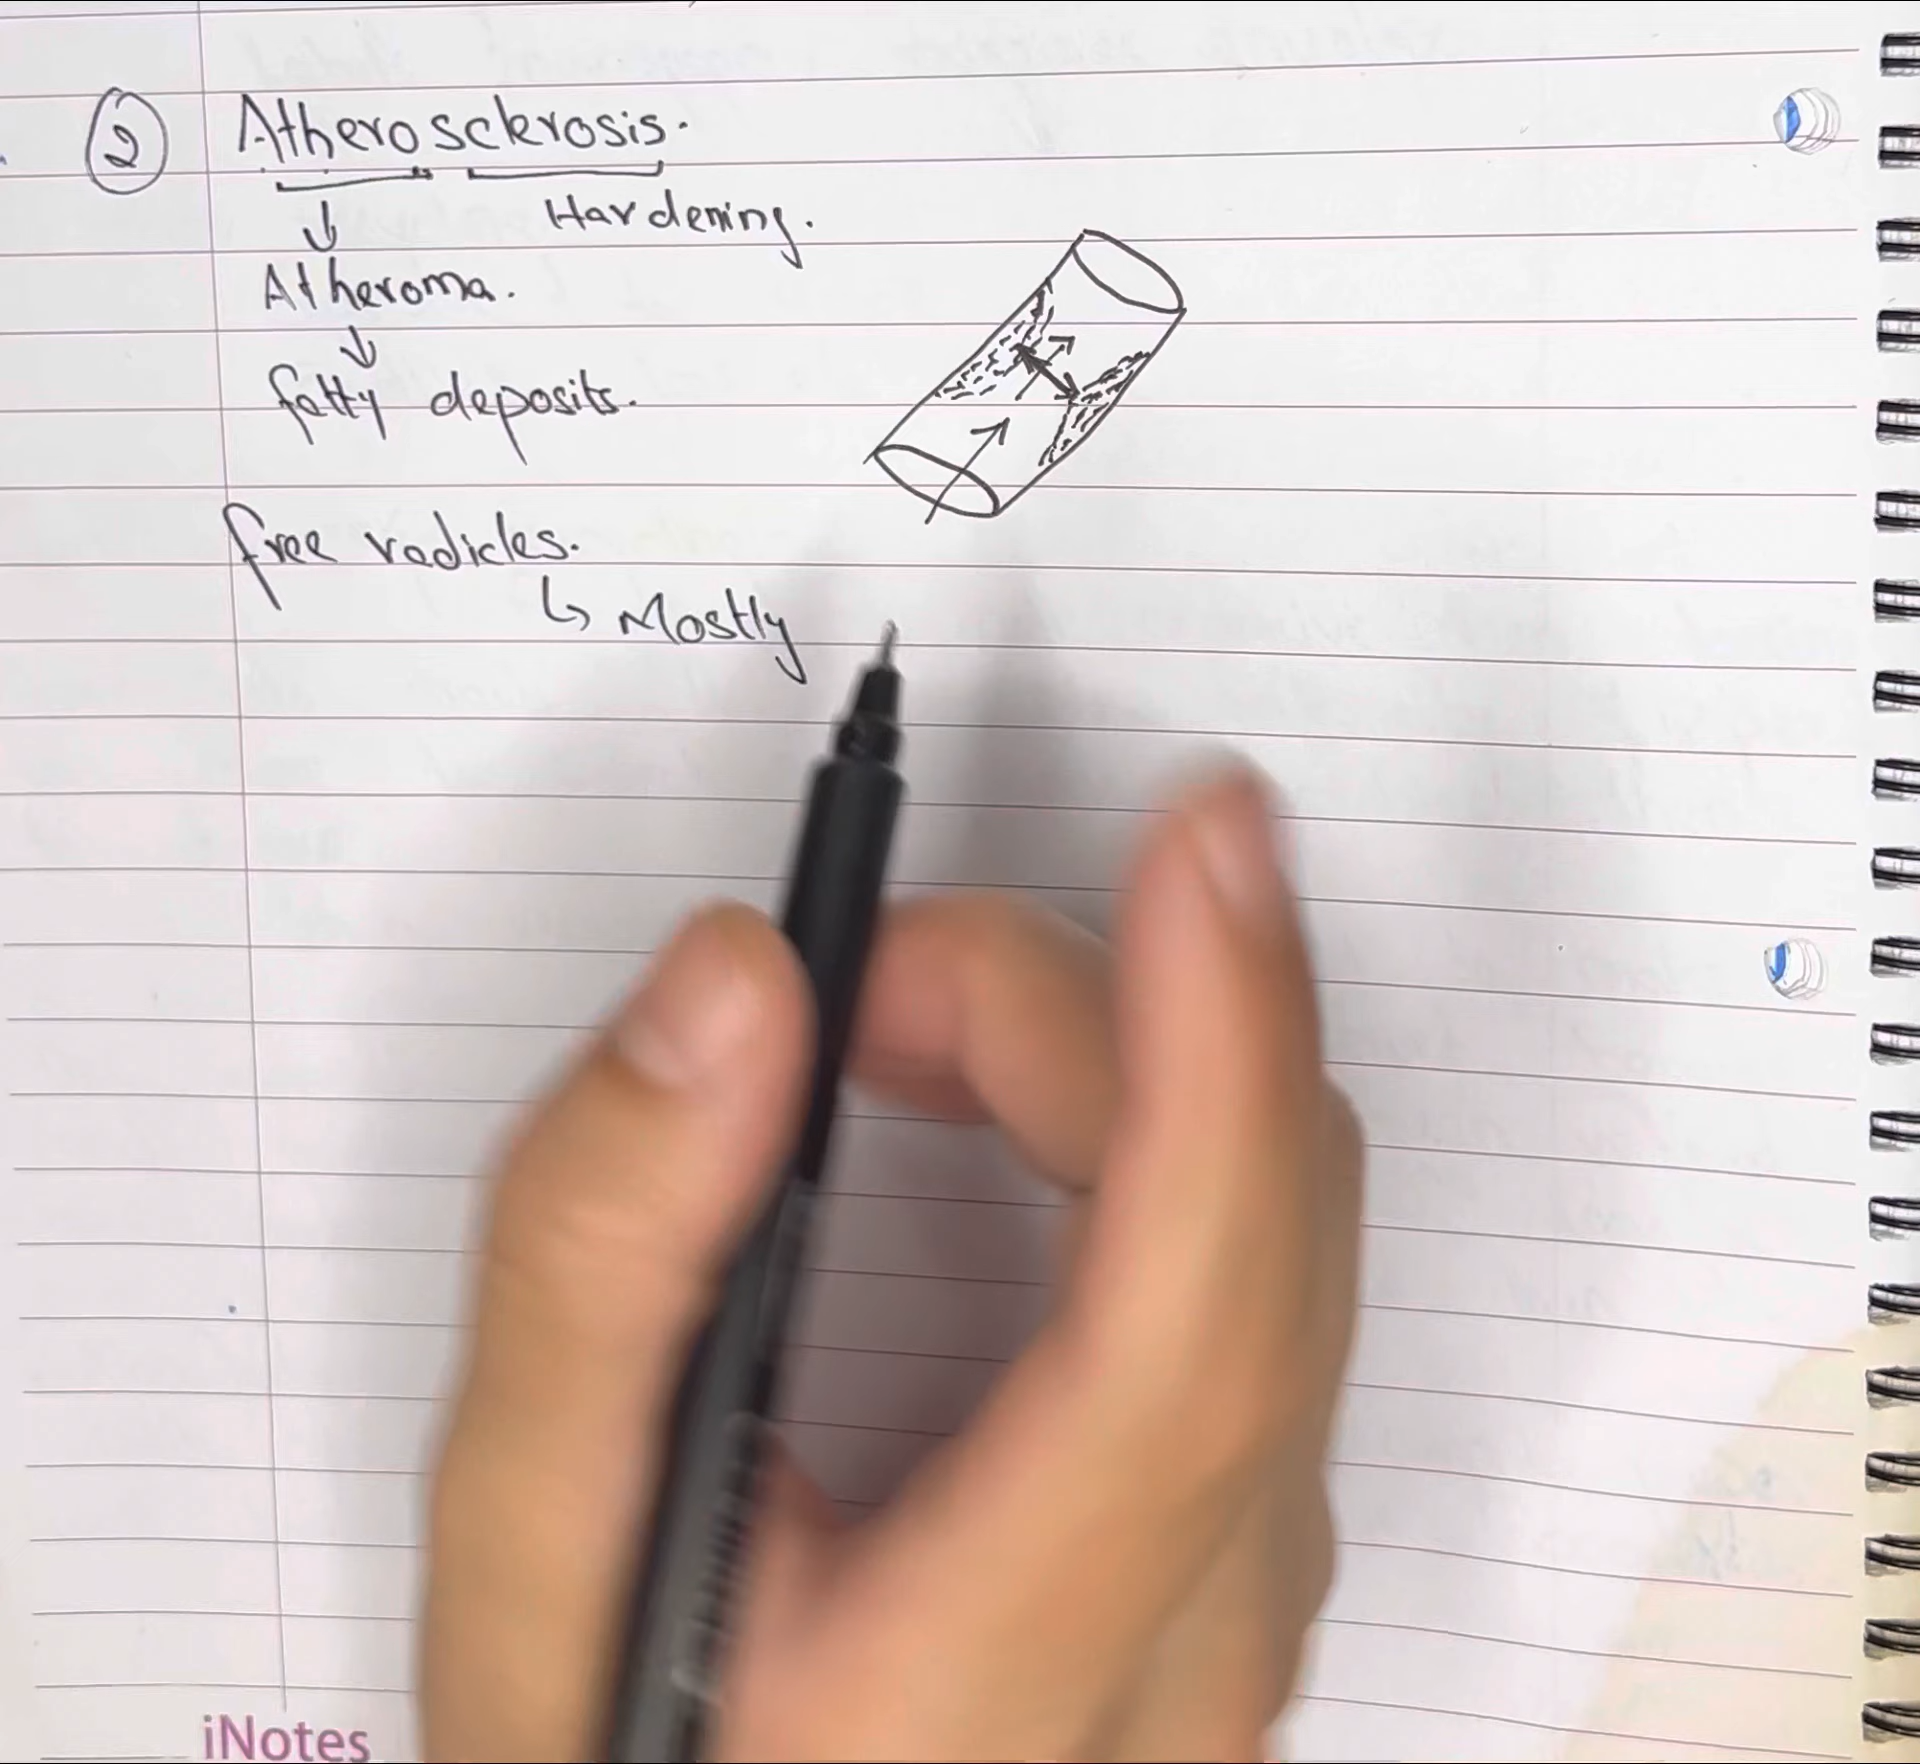 2 Atherosclerosis.
Hardening.
Atheroma.
fatty deposits.
free radicles.
Mostly
iNotes